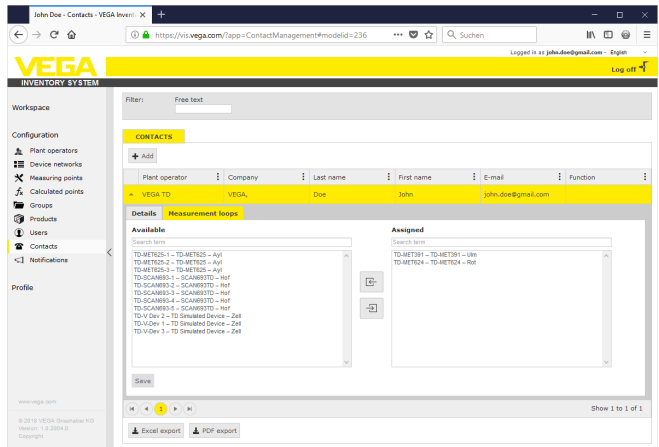 John Doe - Contacts - VEGA Invent
https://vis.vega.com/?app=ContactManagement#modelid=236
Suchen
Logged in as john.doe@gmail.com - English
VEGA
Log off
INVENTORY SYSTEM
Workspace
Configuration
Plant operators
Device networks
Measuring points
Calculated points
Groups
Products
Users
Contacts
Notifications
Profile
www.vega.com
Version: 1.5.2004.0
Copyright
Filter: Free text
CONTACTS
Add
Plant operator Company Last name First name E-mail Function
VEGA TD VEGA, Doe John john.doe@gmail.com
Details Measurement loops
Available
Search term
TD-MET625-1 – TD-MET625 – Ayl
TD-MET625-2 – TD-MET625 – Ayl
TD-MET625-3 – TD-MET625 – Ayl
TD-SCAN693-1 – SCAN693TD – Hof
TD-SCAN693-2 – SCAN693TD – Hof
TD-SCAN693-3 – SCAN693TD – Hof
TD-SCAN693-4 – SCAN693TD – Hof
TD-SCAN693-5 – SCAN693TD – Hof
TD-V Dev 2 – TD Simulated Device – Zell
TD-V-Dev 1 – TD Simulated Device – Zell
TD-V-Dev 3 – TD Simulated Device – Zell
Assigned
Search term
TD-MET391 – TD-MET391 – Ulm
TD-MET624 – TD-MET624 – Rot
Save
1
Show 1 to 1 of 1
Excel export PDF export